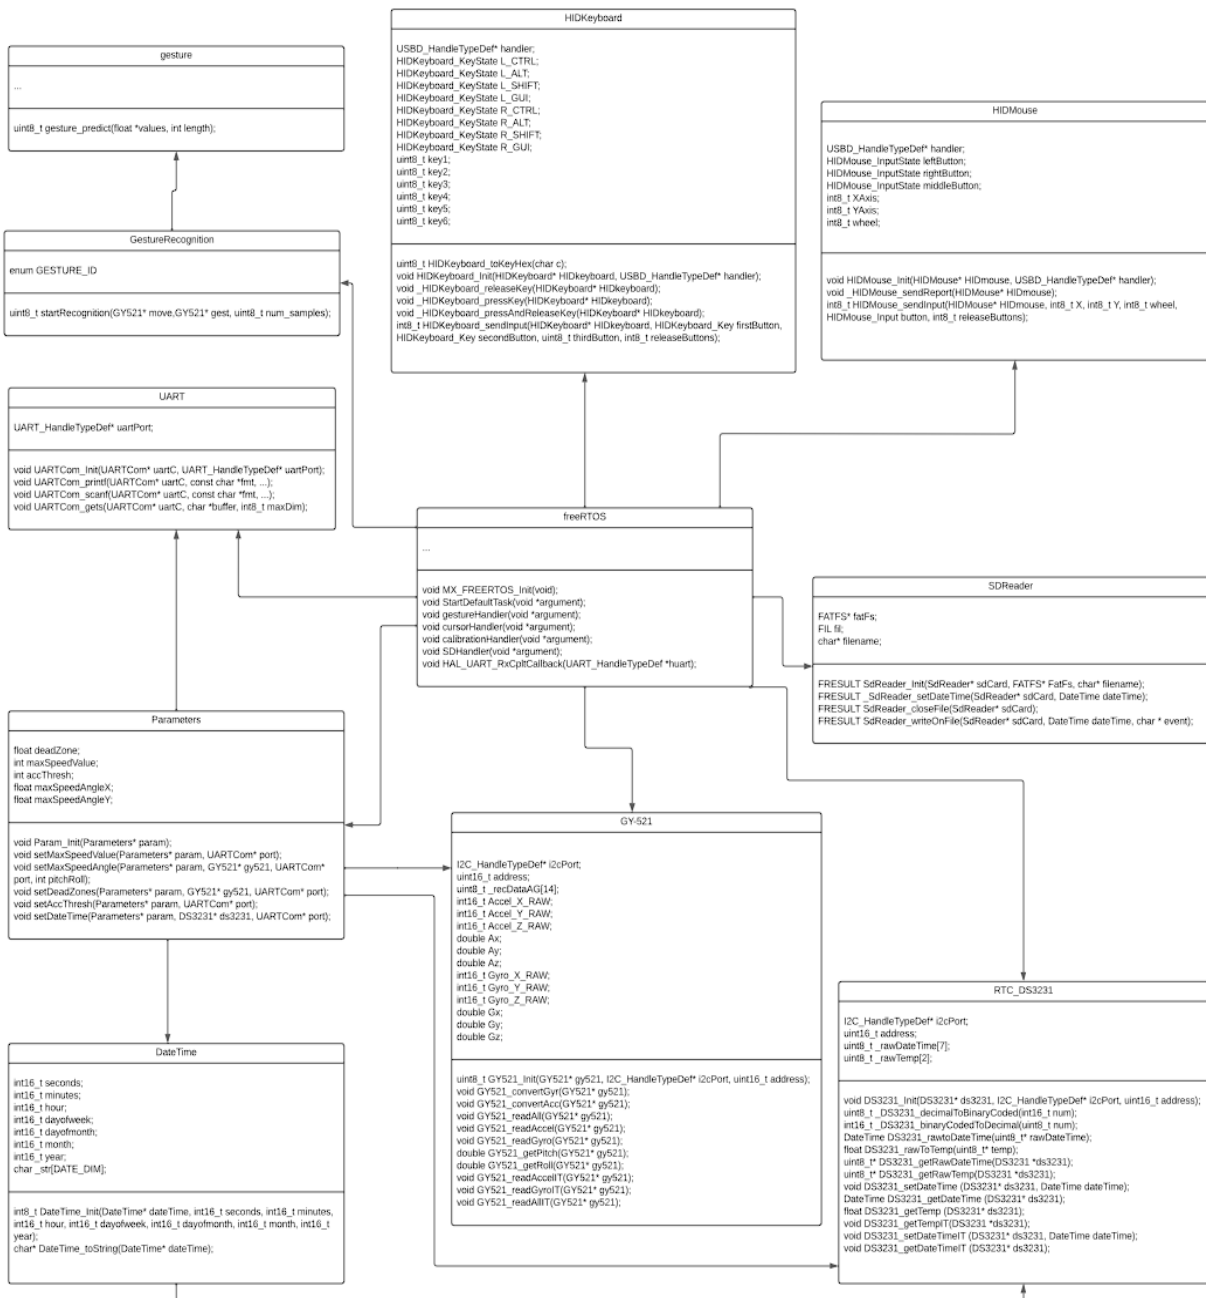 HIDKeyboard
USBD_HandleTypeDef* handler;
HIDKeyboard_KeyState L_CTRL;
HIDKeyboard_KeyState L_ALT;
HIDKeyboard_KeyState L_SHIFT;
HIDKeyboard_KeyState L_GUI;
HIDKeyboard_KeyState R_CTRL;
HIDKeyboard_KeyState R_ALT;
HIDKeyboard_KeyState R_SHIFT;
HIDKeyboard_KeyState R_GUI;
uint8_t key1;
uint8_t key2;
uint8_t key3;
uint8_t key4;
uint8_t key5;
uint8_t key6;
uint8_t HIDKeyboard_toKeyHex(char c);
void HIDKeyboard_Init(HIDKeyboard* HIDkeyboard, USBD_HandleTypeDef* handler);
void _HIDKeyboard_releaseKey(HIDKeyboard* HIDkeyboard);
void _HIDKeyboard_pressKey(HIDKeyboard* HIDkeyboard);
void _HIDKeyboard_pressAndReleaseKey(HIDKeyboard* HIDkeyboard);
int8_t HIDKeyboard_sendInput(HIDKeyboard* HIDkeyboard, HIDKeyboard_Key firstButton,
HIDKeyboard_Key secondButton, uint8_t thirdButton, int8_t releaseButtons);
gesture
...
uint8_t gesture_predict(float *values, int length);
HIDMouse
USBD_HandleTypeDef* handler;
HIDMouse_InputState leftButton;
HIDMouse_InputState rightButton;
HIDMouse_InputState middleButton;
int8_t XAxis;
int8_t YAxis;
int8_t wheel;
void HIDMouse_Init(HIDMouse* HIDmouse, USBD_HandleTypeDef* handler);
void _HIDMouse_sendReport(HIDMouse* HIDmouse);
int8_t HIDMouse_sendInput(HIDMouse* HIDmouse, int8_t X, int8_t Y, int8_t wheel,
HIDMouse_Input button, int8_t releaseButtons);
GestureRecognition
enum GESTURE_ID
uint8_t startRecognition(GY521* move,GY521* gest, uint8_t num_samples);
UART
UART_HandleTypeDef* uartPort;
void UARTCom_Init(UARTCom* uartC, UART_HandleTypeDef* uartPort);
void UARTCom_printf(UARTCom* uartC, const char *fmt, ...);
void UARTCom_scanf(UARTCom* uartC, const char *fmt, ...);
void UARTCom_gets(UARTCom* uartC, char *buffer, int8_t maxDim);
freeRTOS
...
void MX_FREERTOS_Init(void);
void StartDefaultTask(void *argument);
void gestureHandler(void *argument);
void cursorHandler(void *argument);
void calibrationHandler(void *argument);
void SDHandler(void *argument);
void HAL_UART_RxCpltCallback(UART_HandleTypeDef *huart);
SDReader
FATFS* fatFs;
FIL fil;
char* filename;
FRESULT SdReader_Init(SdReader* sdCard, FATFS* FatFs, char* filename);
FRESULT _SdReader_setDateTime(SdReader* sdCard, DateTime dateTime);
FRESULT SdReader_closeFile(SdReader* sdCard);
FRESULT SdReader_writeOnFile(SdReader* sdCard, DateTime dateTime, char * event);
Parameters
float deadZone;
int maxSpeedValue;
int accThresh;
float maxSpeedAngleX;
float maxSpeedAngleY;
void Param_Init(Parameters* param);
void setMaxSpeedValue(Parameters* param, UARTCom* port);
void setMaxSpeedAngle(Parameters* param, GY521* gy521, UARTCom*
port, int pitchRoll);
void setDeadZones(Parameters* param, GY521* gy521, UARTCom* port);
void setAccThresh(Parameters* param, UARTCom* port);
void setDateTime(Parameters* param, DS3231* ds3231, UARTCom* port);
GY-521
I2C_HandleTypeDef* i2cPort;
uint16_t address;
uint8_t _recDataAG[14];
int16_t Accel_X_RAW;
int16_t Accel_Y_RAW;
int16_t Accel_Z_RAW;
double Ax;
double Ay;
double Az;
int16_t Gyro_X_RAW;
int16_t Gyro_Y_RAW;
int16_t Gyro_Z_RAW;
double Gx;
double Gy;
double Gz;
uint8_t GY521_Init(GY521* gy521, I2C_HandleTypeDef* i2cPort, uint16_t address);
void GY521_convertGyr(GY521* gy521);
void GY521_convertAcc(GY521* gy521);
void GY521_readAll(GY521* gy521);
void GY521_readAccel(GY521* gy521);
void GY521_readGyro(GY521* gy521);
double GY521_getPitch(GY521* gy521);
double GY521_getRoll(GY521* gy521);
void GY521_readAccelIT(GY521* gy521);
void GY521_readGyroIT(GY521* gy521);
void GY521_readAllIT(GY521* gy521);
RTC_DS3231
I2C_HandleTypeDef* i2cPort;
uint16_t address;
uint8_t _rawDateTime[7];
uint8_t _rawTemp[2];
void DS3231_Init(DS3231* ds3231, I2C_HandleTypeDef* i2cPort, uint16_t address);
uint8_t _DS3231_decimalToBinaryCoded(int16_t num);
int16_t _DS3231_binaryCodedToDecimal(uint8_t num);
DateTime DS3231_rawtoDateTime(uint8_t* rawDateTime);
float DS3231_rawToTemp(uint8_t* temp);
uint8_t* DS3231_getRawDateTime(DS3231 *ds3231);
uint8_t* DS3231_getRawTemp(DS3231 *ds3231);
void DS3231_setDateTime (DS3231* ds3231, DateTime dateTime);
DateTime DS3231_getDateTime (DS3231* ds3231);
float DS3231_getTemp (DS3231* ds3231);
void DS3231_getTempIT(DS3231 *ds3231);
void DS3231_setDateTimeIT (DS3231* ds3231, DateTime dateTime);
void DS3231_getDateTimeIT (DS3231* ds3231);
DateTime
int16_t seconds;
int16_t minutes;
int16_t hour;
int16_t dayofweek;
int16_t dayofmonth;
int16_t month;
int16_t year;
char _str[DATE_DIM];
int8_t DateTime_Init(DateTime* dateTime, int16_t seconds, int16_t minutes,
int16_t hour, int16_t dayofweek, int16_t dayofmonth, int16_t month, int16_t
year);
char* DateTime_toString(DateTime* dateTime);